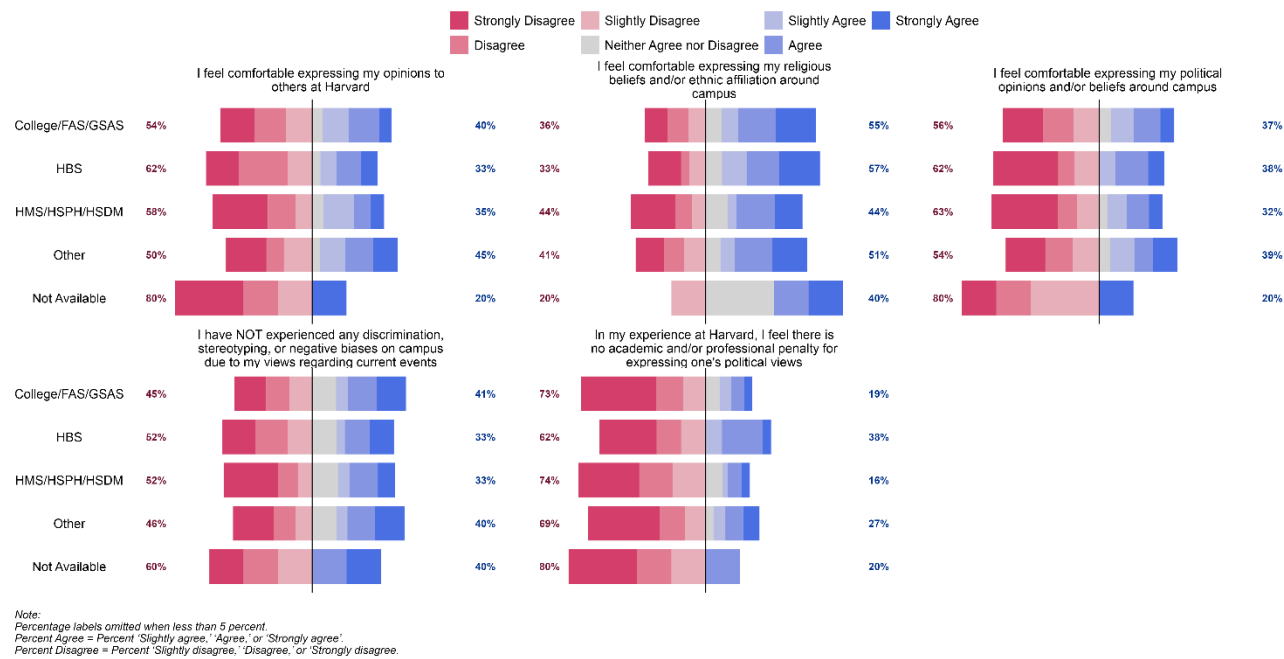 Strongly Disagree Slightly Disagree Slightly Agree Strongly Agree
Disagree Neither Agree nor Disagree Agree
I feel comfortable expressing my opinions to
others at Harvard
I feel comfortable expressing my religious
beliefs and/or ethnic affiliation around
campus
I feel comfortable expressing my political
opinions and/or beliefs around campus
College/FAS/GSAS 54% 40% 36% 55% 56% 37%
HBS 62% 33% 33% 57% 62% 38%
HMS/HSPH/HSDM 58% 35% 44% 44% 63% 32%
Other 50% 45% 41% 51% 54% 39%
Not Available 80% 20% 20% 40% 80% 20%
I have NOT experienced any discrimination,
stereotyping, or negative biases on campus
due to my views regarding current events
In my experience at Harvard, I feel there is
no academic and/or professional penalty for
expressing one's political views
College/FAS/GSAS 45% 41% 73% 19%
HBS 52% 33% 62% 38%
HMS/HSPH/HSDM 52% 33% 74% 16%
Other 46% 40% 69% 27%
Not Available 60% 40% 80% 20%
Note:
Percentage labels omitted when less than 5 percent.
Percent Agree = Percent 'Slightly agree,' 'Agree,' or 'Strongly agree'.
Percent Disagree = Percent 'Slightly disagree,' 'Disagree,' or 'Strongly disagree.